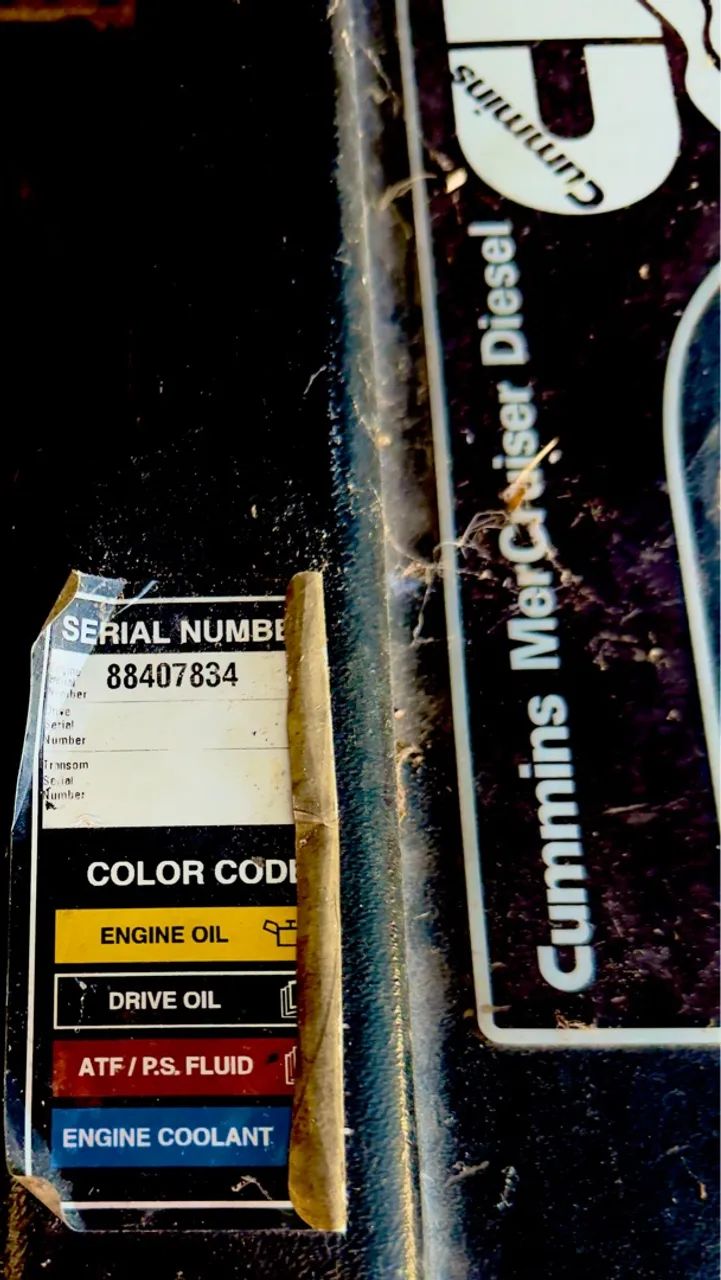 SERIAL NUMBE
Serial
Number
88407834
Drive
Serial
Number
Transom
Serial
Number
COLOR CODE
ENGINE OIL
DRIVE OIL
ATF / P.S. FLUID
ENGINE COOLANT
Cummins
Cummins MerCruiser Diesel